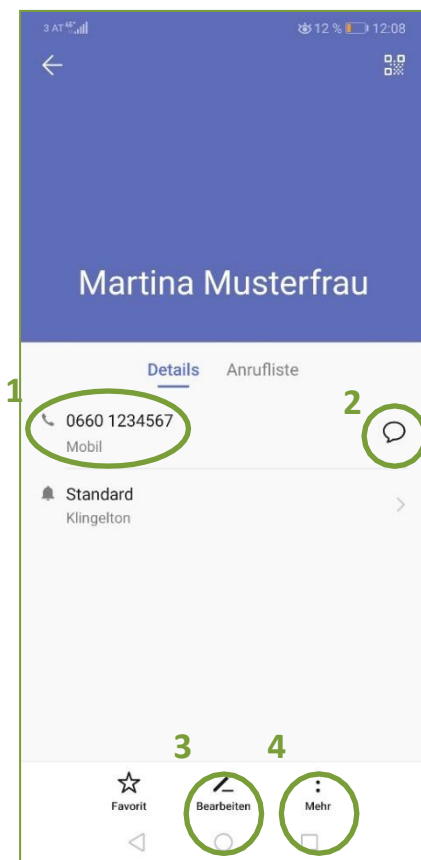 3 AT 12 % 12:08
Martina Musterfrau
Details Anrufliste
1
0660 1234567
2
Mobil
Standard
Klingelton
3
4
Favorit Bearbeiten Mehr